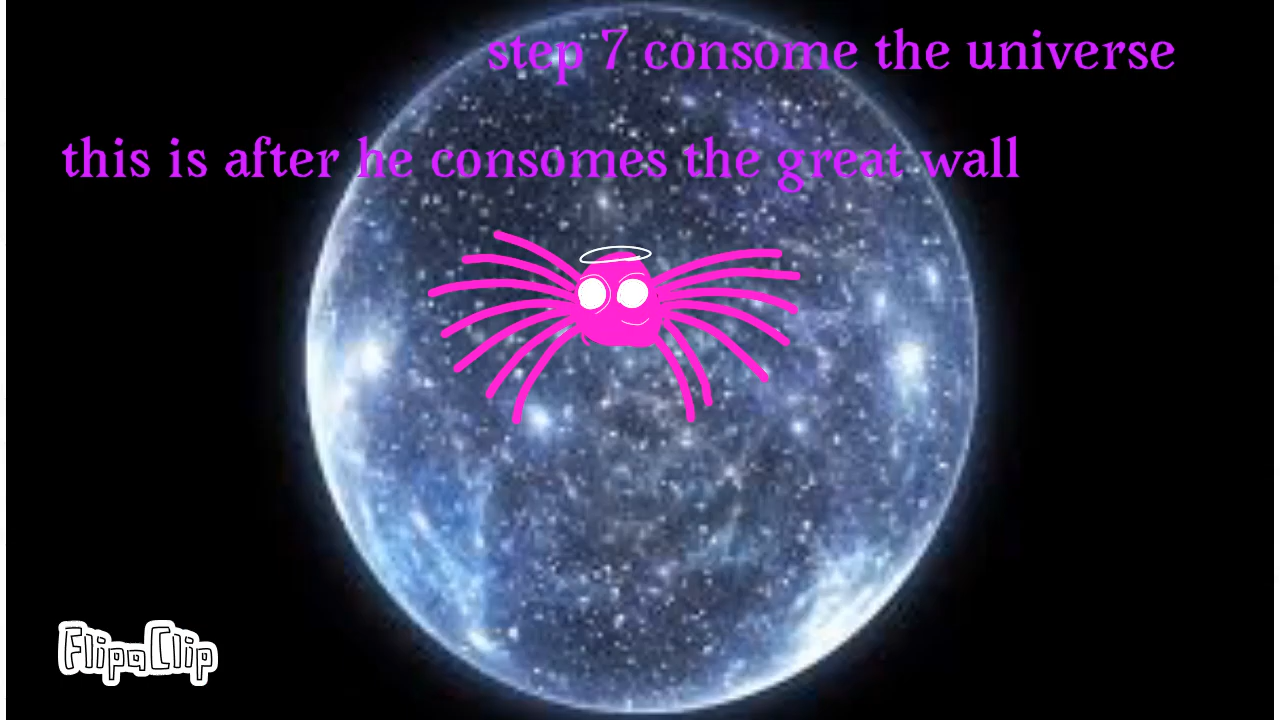 step 7 consome the universe
this is after he consomes the great wall
FlipaClip